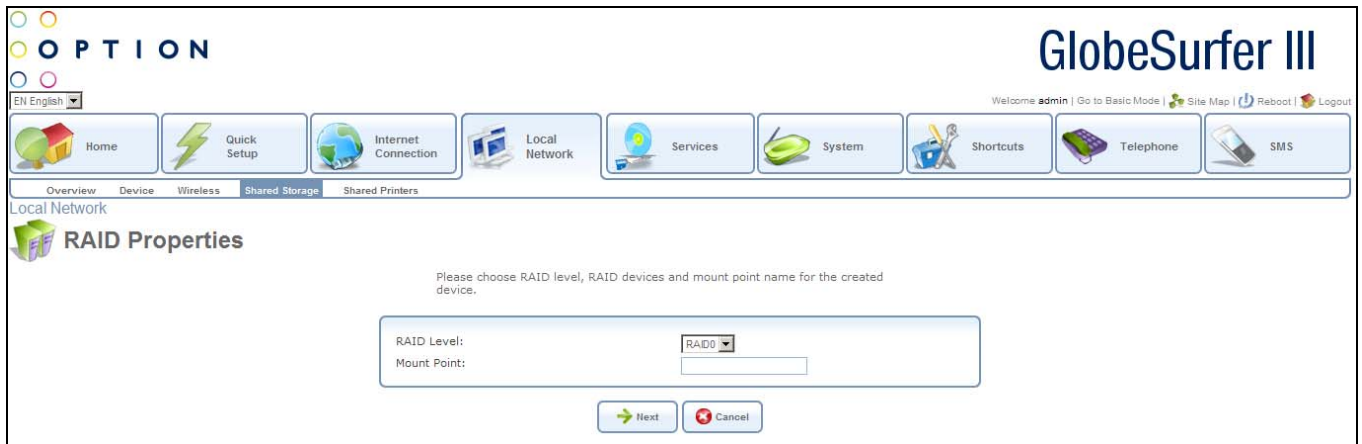 OPTION
GlobeSurfer III
EN English
Welcome admin | Go to Basic Mode | Site Map | Reboot | Logout
Home
Quick Setup
Internet Connection
Local Network
Services
System
Shortcuts
Telephone
SMS
Overview Device Wireless Shared Storage Shared Printers
Local Network
RAID Properties
Please choose RAID level, RAID devices and mount point name for the created
device.
RAID Level: RAID0
Mount Point:
Next Cancel